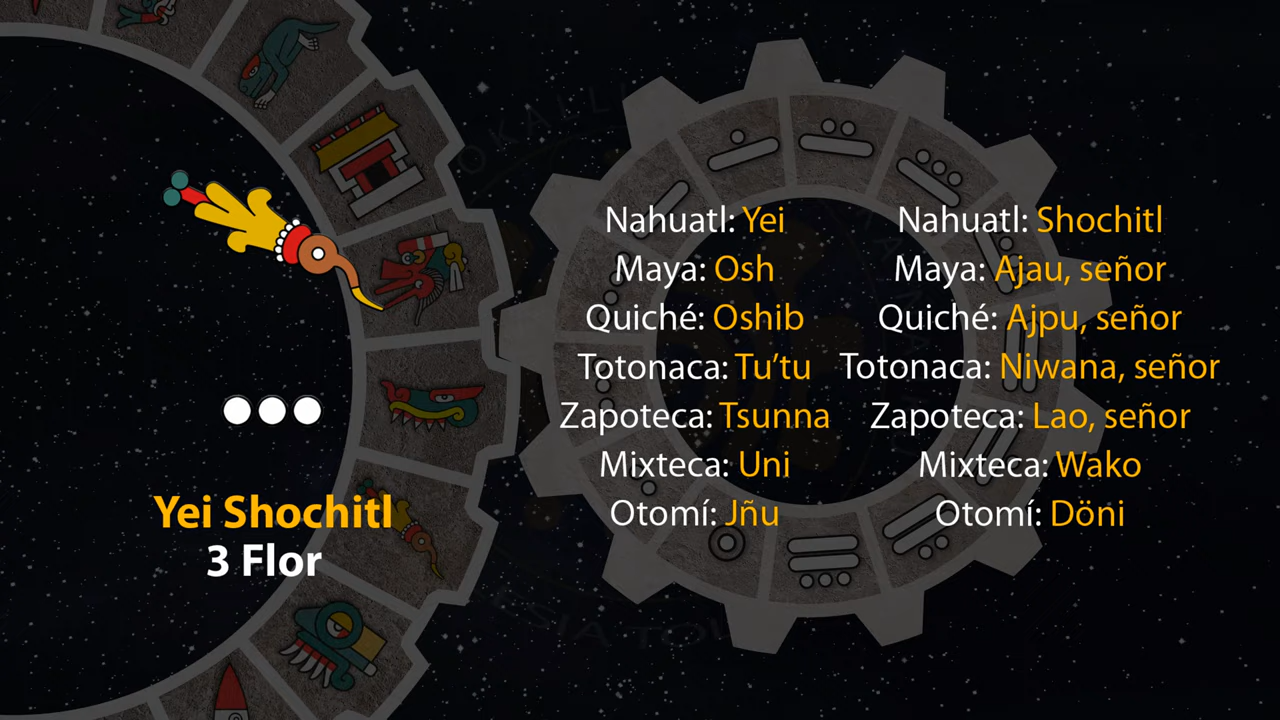 Yei Shochitl
3 Flor
Nahuatl: Yei
Maya: Osh
Quiché: Oshib
Totonaca: Tu’tu
Zapoteca: Tsunna
Mixteca: Uni
Otomí: Jñu
Nahuatl: Shochitl
Maya: Ajau, señor
Quiché: Ajpu, señor
Totonaca: Niwana, señor
Zapoteca: Lao, señor
Mixteca: Wako
Otomí: Döni